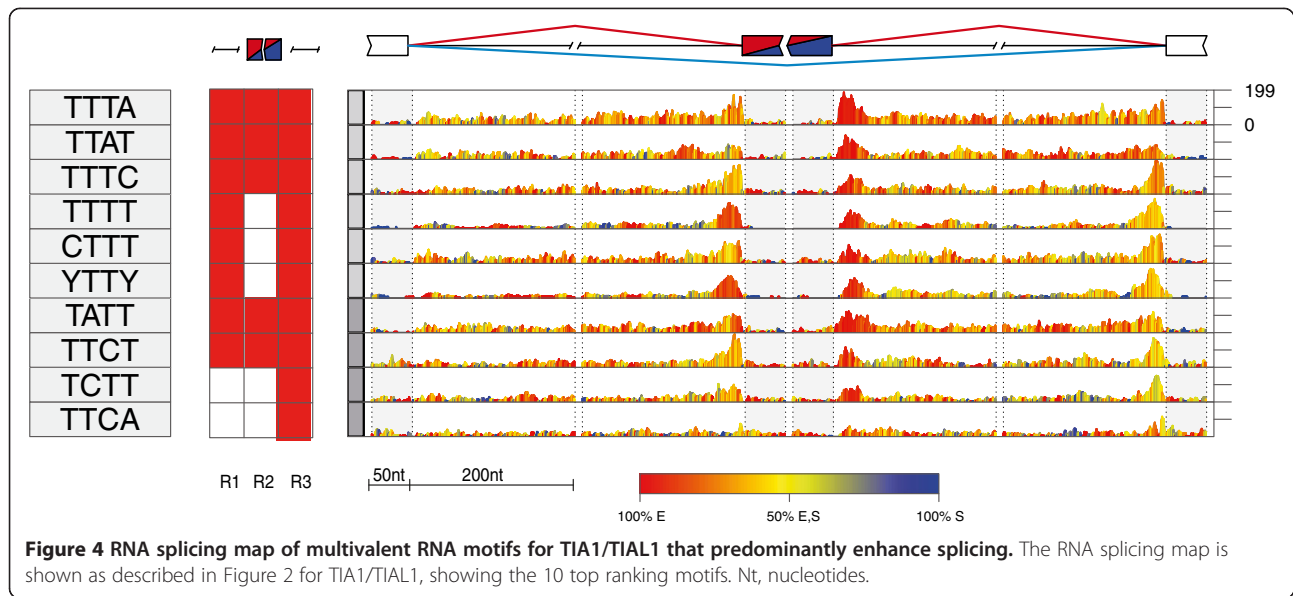 TTTA
TTAT
TTTC
TTTT
CTTT
YTTY
TATT
TTCT
TCTT
TTCA
199
0
R1 R2 R3
50nt 200nt
100% E 50% E,S 100% S
Figure 4 RNA splicing map of multivalent RNA motifs for TIA1/TIAL1 that predominantly enhance splicing. The RNA splicing map is
shown as described in Figure 2 for TIA1/TIAL1, showing the 10 top ranking motifs. Nt, nucleotides.